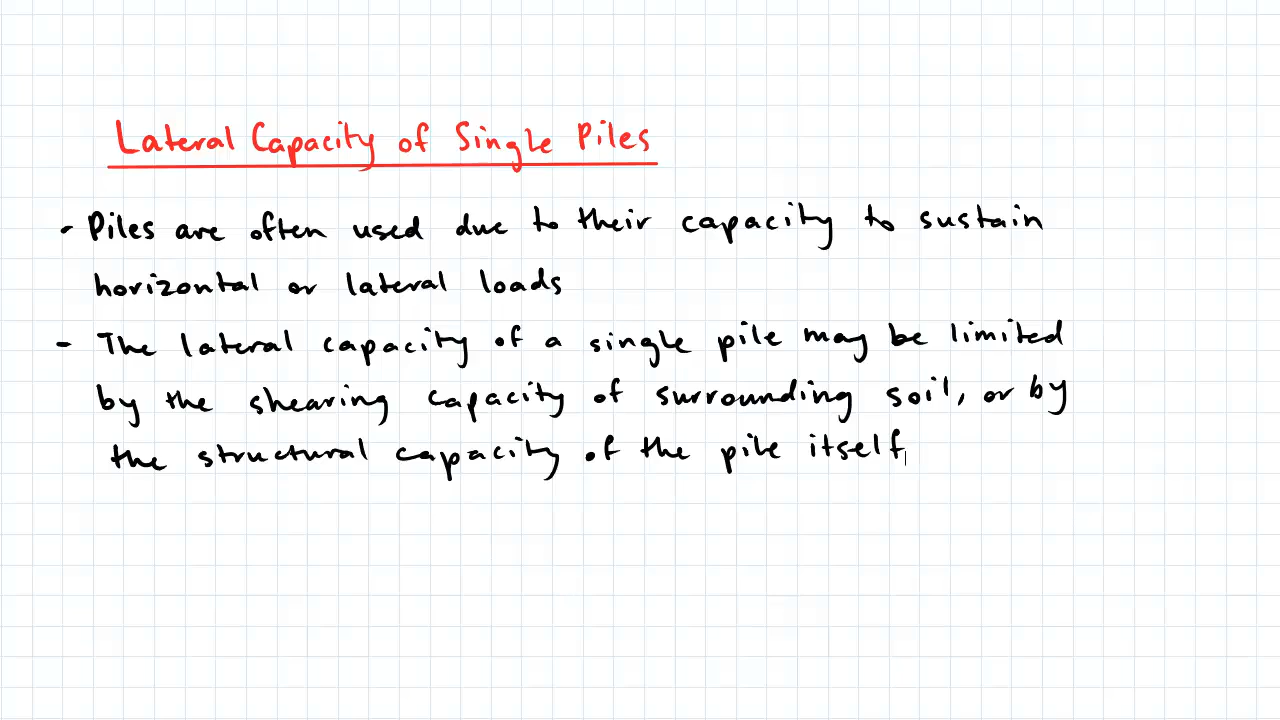 Lateral Capacity of Single Piles
- Piles are often used due to their capacity to sustain
horizontal or lateral loads
- The lateral capacity of a single pile may be limited
by the shearing capacity of surrounding soil, or by
the structural capacity of the pile itself